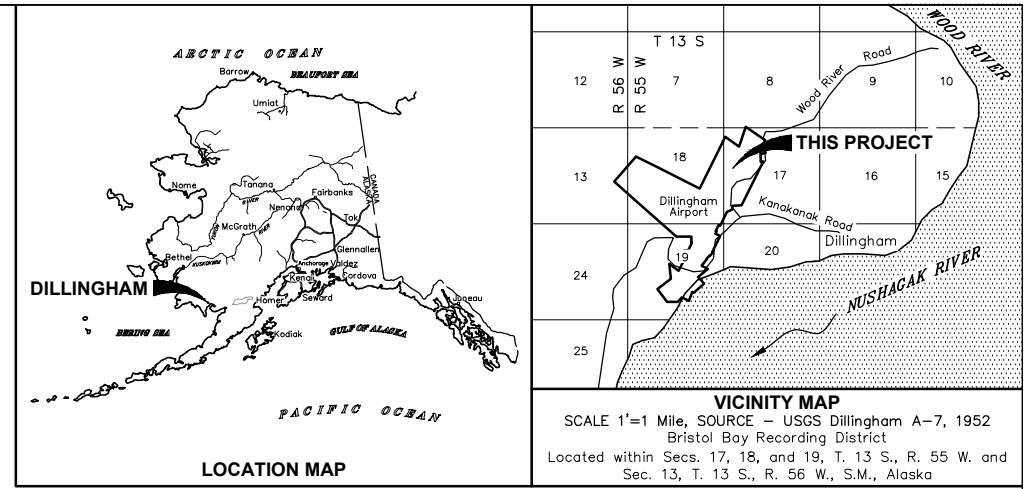 ARCTIC OCEAN
Barrow
BEAUFORT SEA
Umiat
CANADA
ALASKA
Nome
Tanana
Fairbanks
RIVER
Nenana
YUKON
RIVER
Tok
McGrath
Glennallen
Bethel
KUSKOKWIM
Anchorage
Valdez
Kenai
Cordova
DILLINGHAM
Homer
Seward
Juneau
BERING SEA
Kodiak
GULF OF ALASKA
PACIFIC OCEAN
LOCATION MAP
WOOD RIVER
T 13 S
R 56 W
R 55 W
12
7
8
9
10
Wood River Road
THIS PROJECT
13
18
17
16
15
Dillingham
Airport
Kanakanak Road
Dillingham
24
19
20
NUSHAGAK RIVER
25
VICINITY MAP
SCALE 1'=1 Mile, SOURCE – USGS Dillingham A–7, 1952
Bristol Bay Recording District
Located within Secs. 17, 18, and 19, T. 13 S., R. 55 W. and
Sec. 13, T. 13 S., R. 56 W., S.M., Alaska